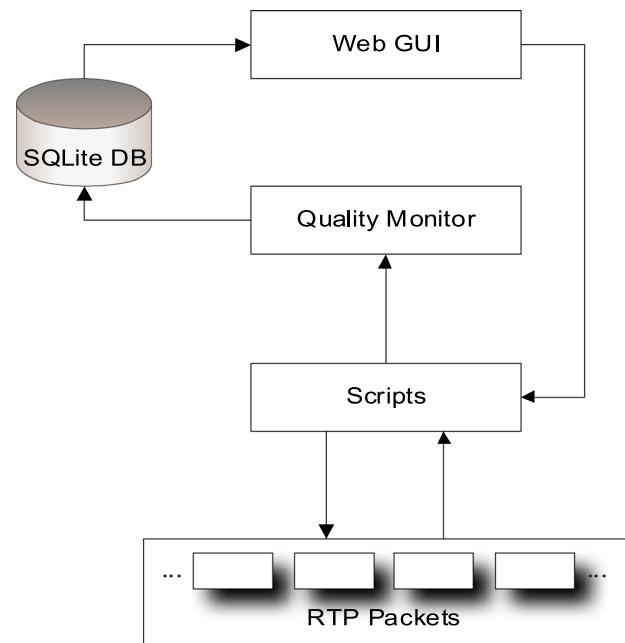 Web GUI
SQLite DB
Quality Monitor
Scripts
... ...
RTP Packets